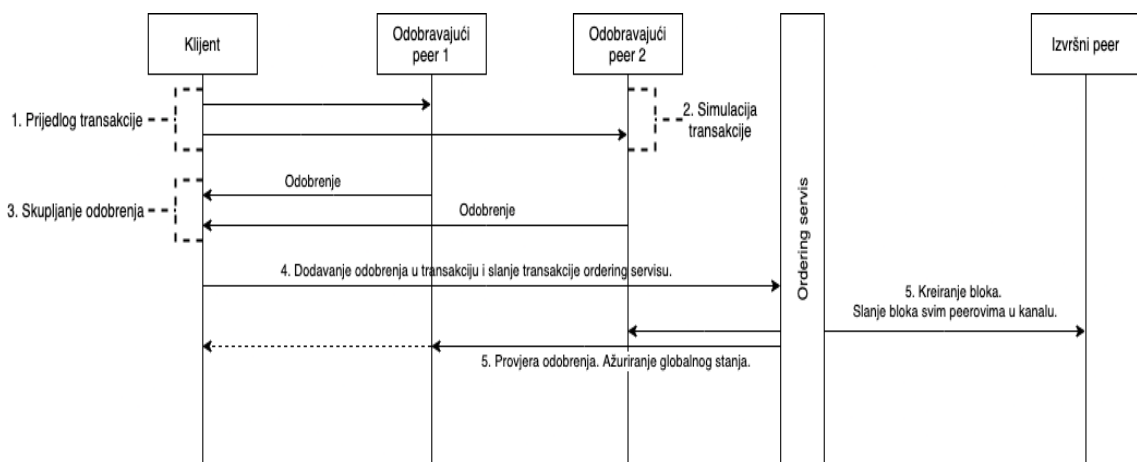 Klijent
Odobravajući
peer 1
Odobravajući
peer 2
Izvršni peer
1. Prijedlog transakcije
2. Simulacija
transakcije
Odobrenje
3. Skupljanje odobrenja
Odobrenje
Ordering servis
4. Dodavanje odobrenja u transakciju i slanje transakcije ordering servisu.
5. Kreiranje bloka.
Slanje bloka svim peerovima u kanalu.
5. Provjera odobrenja. Ažuriranje globalnog stanja.